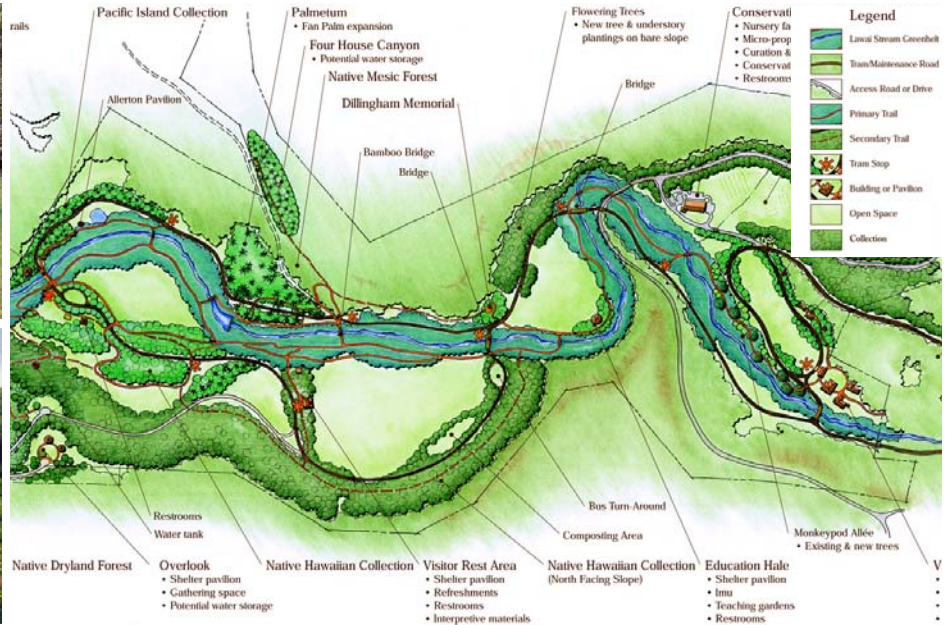 rails
Pacific Island Collection
Allerton Pavilion
Palmetum
• Fan Palm expansion
Four House Canyon
• Potential water storage
Native Mesic Forest
Dillingham Memorial
Bamboo Bridge
Bridge
Flowering Trees
• New tree & understory
plantings on bare slope
Bridge
Conservati
• Nursery fa
• Micro-prop
• Curation &
• Conservat
• Restrooms
Legend
Lawai Stream Greenbelt
Tram/Maintenance Road
Access Road or Drive
Primary Trail
Secondary Trail
Tram Stop
Building or Pavilion
Open Space
Collection
Restrooms
Water tank
Bus Turn-Around
Composting Area
Monkeypod Allée
• Existing & new trees
Native Dryland Forest
Overlook
• Shelter pavilion
• Gathering space
• Potential water storage
Native Hawaiian Collection
Visitor Rest Area
• Shelter pavilion
• Refreshments
• Restrooms
• Interpretive materials
Native Hawaiian Collection
(North Facing Slope)
Education Hale
• Shelter pavilion
• Imu
• Teaching gardens
• Restrooms
V